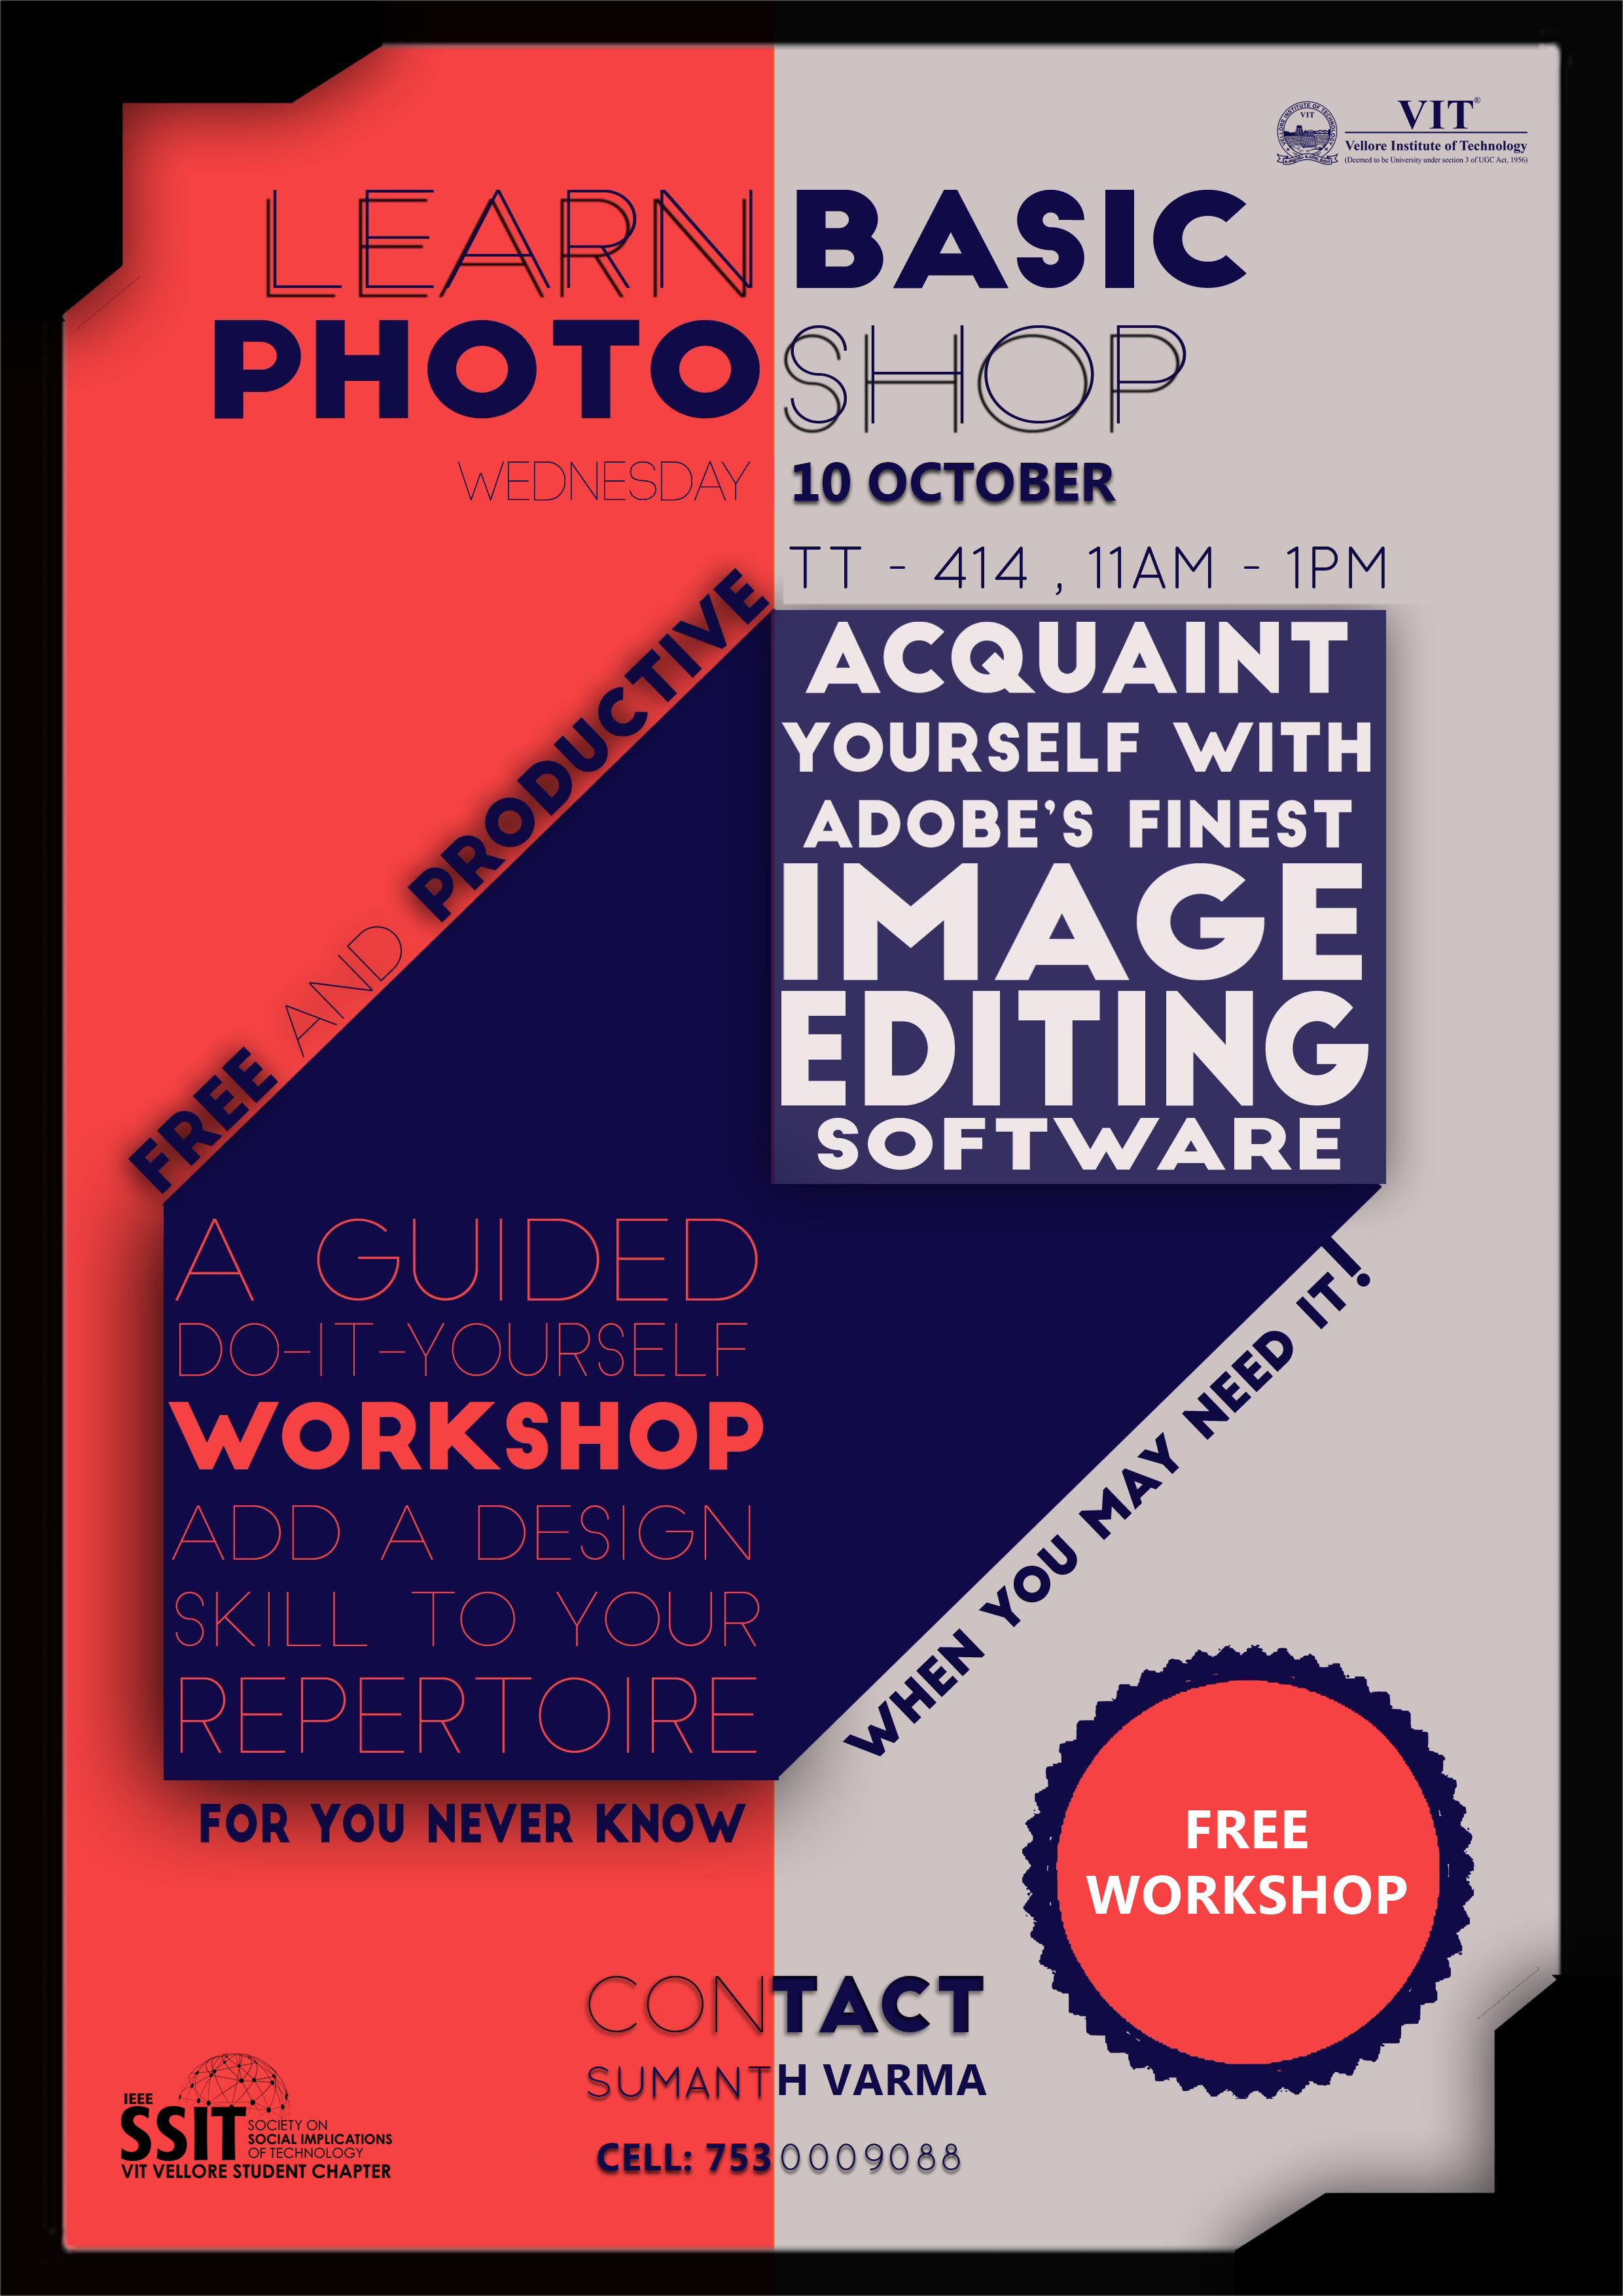 VIT®
Vellore Institute of Technology
(Deemed to be University under section 3 of UGC Act, 1956)
LEARN BASIC
PHOTOSHOP
WEDNESDAY 10 OCTOBER
TT - 414 , 11AM - 1PM
FREE AND PRODUCTIVE
ACQUAINT
YOURSELF WITH
ADOBE'S FINEST
IMAGE
EDITING
SOFTWARE
A GUIDED
DO-IT-YOURSELF
WORKSHOP
ADD A DESIGN
SKILL TO YOUR
REPERTOIRE
FOR YOU NEVER KNOW
WHEN YOU MAY NEED IT!
FREE
WORKSHOP
CONTACT
SUMANTH VARMA
CELL: 7530009088
IEEE
SSIT
SOCIETY ON
SOCIAL IMPLICATIONS
OF TECHNOLOGY
VIT VELLORE STUDENT CHAPTER